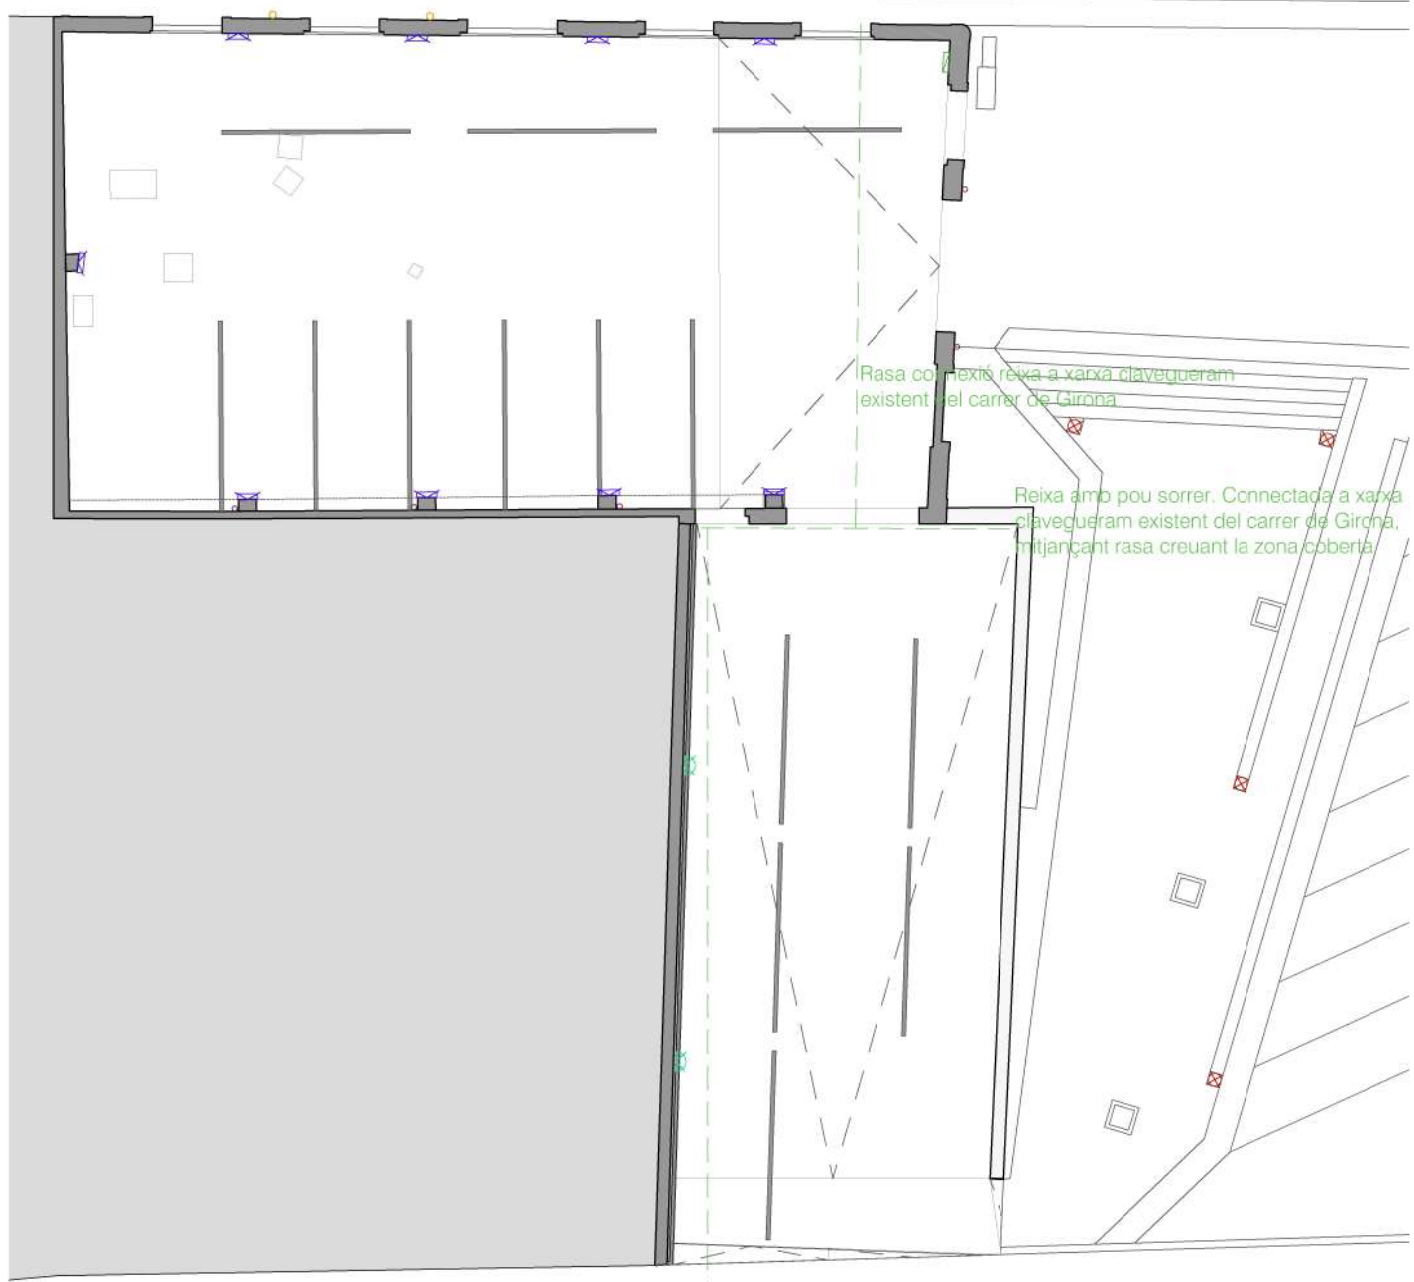 Rasa connexió reixa a xarxa clavegueram
existent del carrer de Girona
Reixa amb pou sorrer. Connectada a xarxa
clavegueram existent del carrer de Girona,
mitjançant rasa creuant la zona coberta